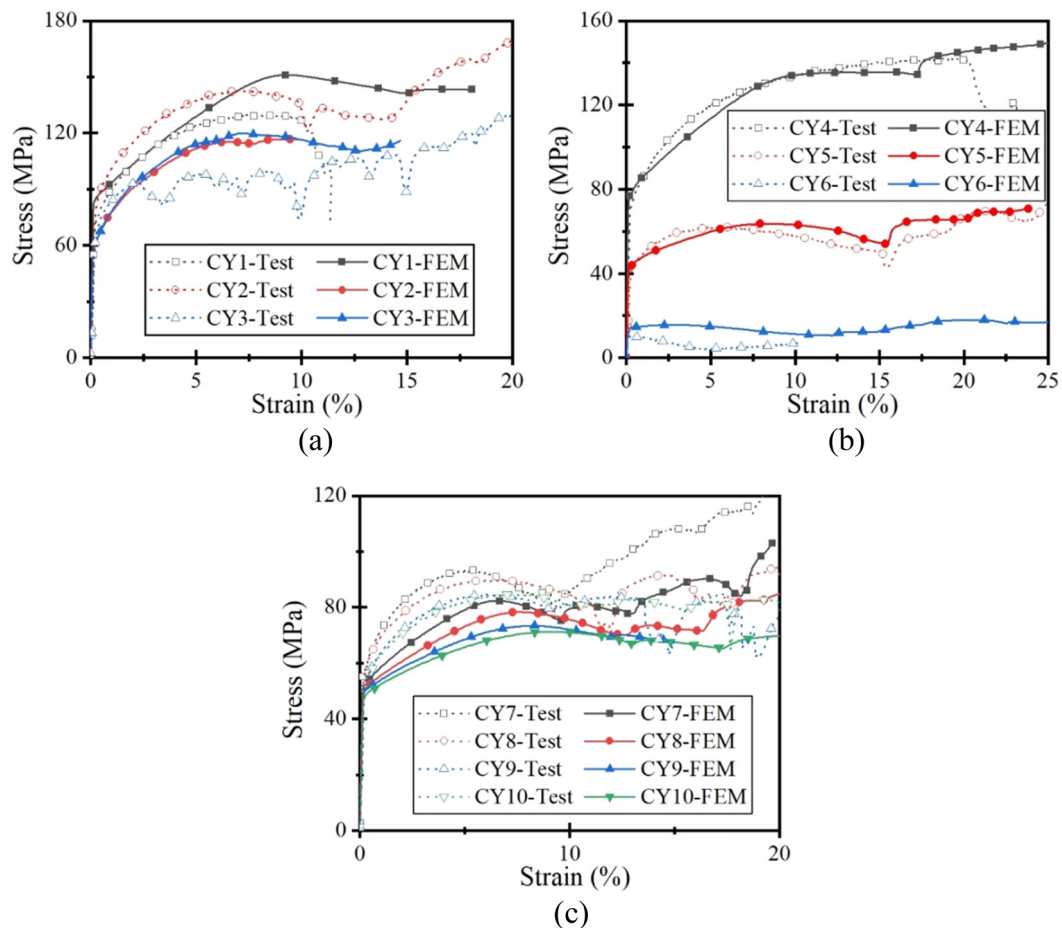 180
120
60
0
Stress (MPa)
CY1-Test CY1-FEM
CY2-Test CY2-FEM
CY3-Test CY3-FEM
0 5 10 15 20
Strain (%)
(a)
160
120
80
40
0
Stress (MPa)
CY4-Test CY4-FEM
CY5-Test CY5-FEM
CY6-Test CY6-FEM
0 5 10 15 20 25
Strain (%)
(b)
120
80
40
0
Stress (MPa)
CY7-Test CY7-FEM
CY8-Test CY8-FEM
CY9-Test CY9-FEM
CY10-Test CY10-FEM
0 10 20
Strain (%)
(c)